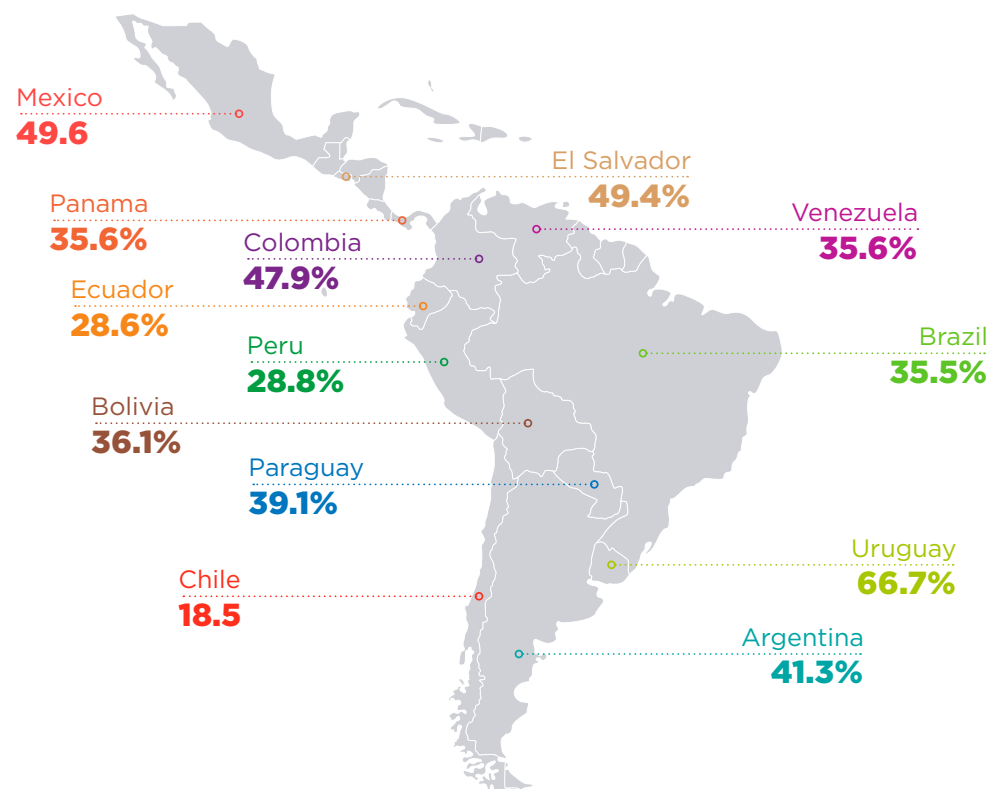 Mexico
49.6
El Salvador
49.4%
Panama
35.6%
Venezuela
35.6%
Colombia
47.9%
Ecuador
28.6%
Brazil
35.5%
Peru
28.8%
Bolivia
36.1%
Paraguay
39.1%
Uruguay
66.7%
Chile
18.5
Argentina
41.3%